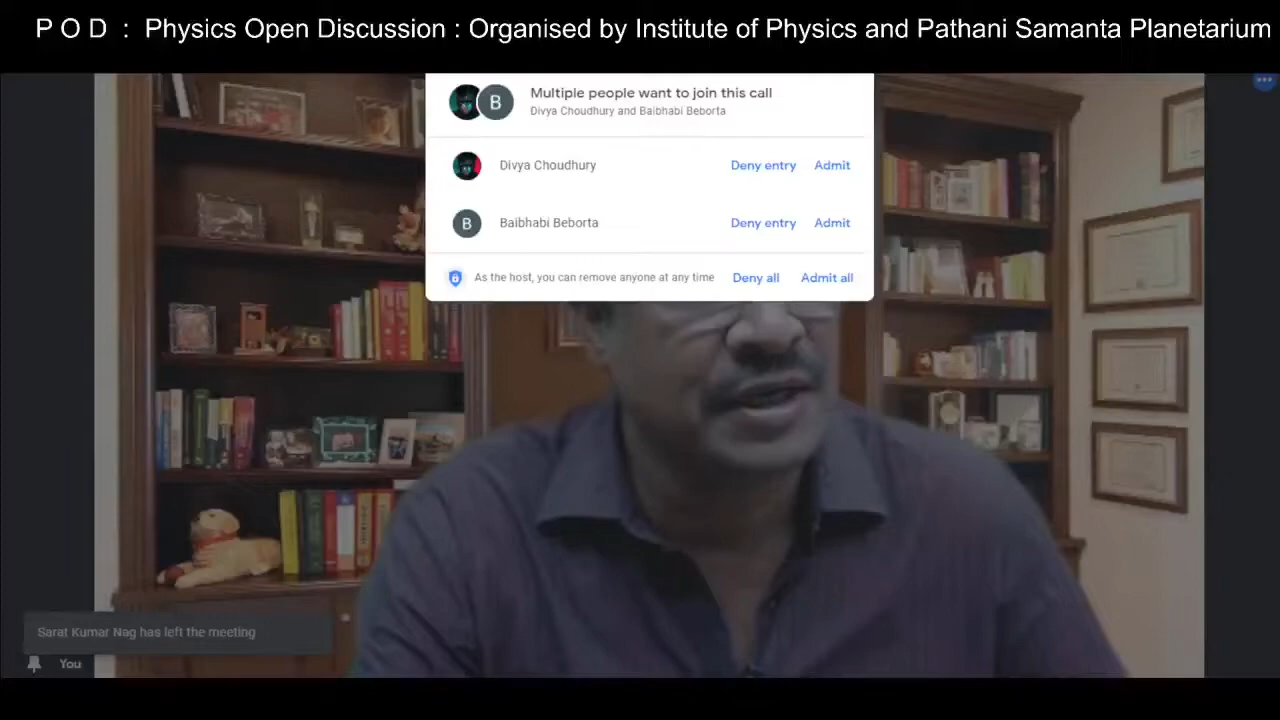 P O D : Physics Open Discussion : Organised by Institute of Physics and Pathani Samanta Planetarium
B
Multiple people want to join this call
Divya Choudhury and Baibhabi Beborta
Divya Choudhury Deny entry Admit
B Baibhabi Beborta Deny entry Admit
As the host, you can remove anyone at any time Deny all Admit all
Sarat Kumar Nag has left the meeting
You